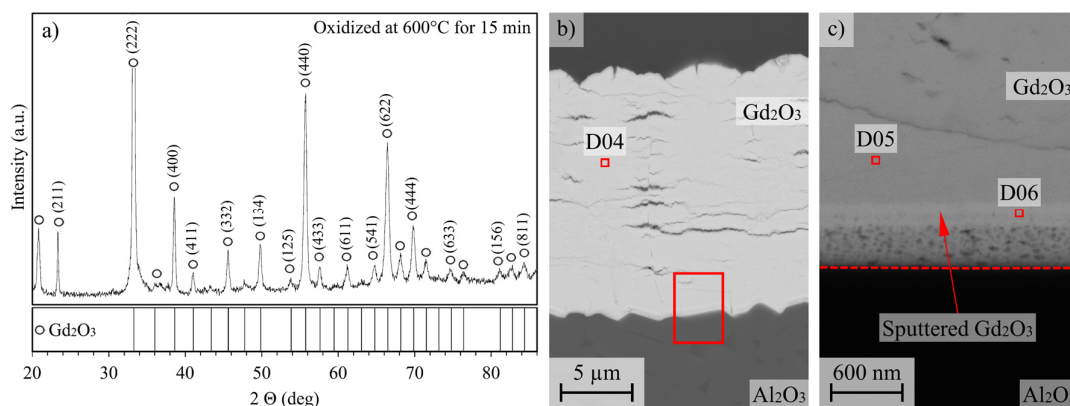 a)
Oxidized at 600°C for 15 min
Intensity (a.u.)
(211)
(222)
(400)
(411)
(332)
(134)
(125)
(440)
(433)
(611)
(541)
(622)
(444)
(633)
(156)
(811)
Gd₂O₃
20 30 40 50 60 70 80
2 Θ (deg)
b)
Gd₂O₃
D04
5 µm
Al₂O₃
c)
Gd₂O₃
D05
D06
Sputtered Gd₂O₃
600 nm
Al₂O₃